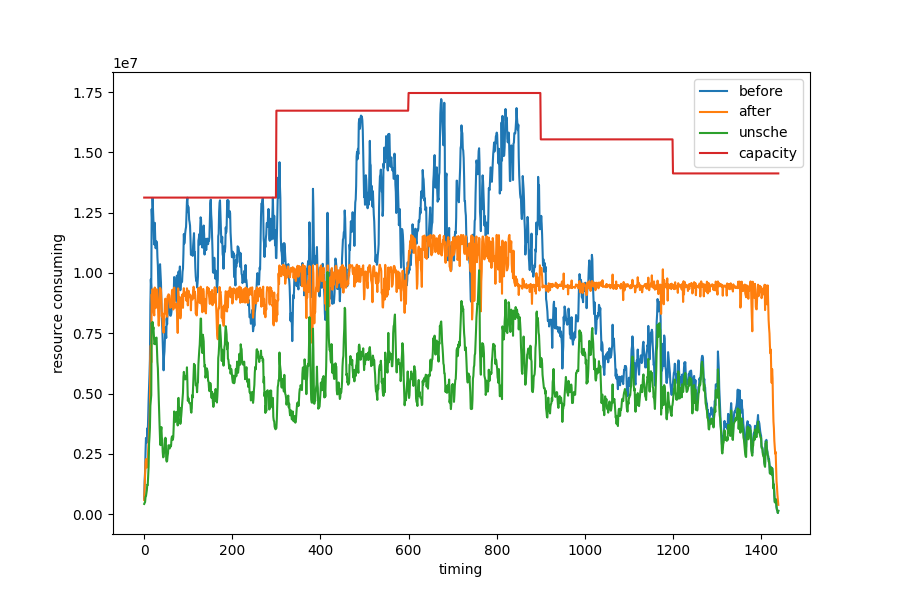 1e7
1.75
1.50
1.25
1.00
0.75
0.50
0.25
0.00
resource consuming
0 200 400 600 800 1000 1200 1400
timing
before
after
unsche
capacity